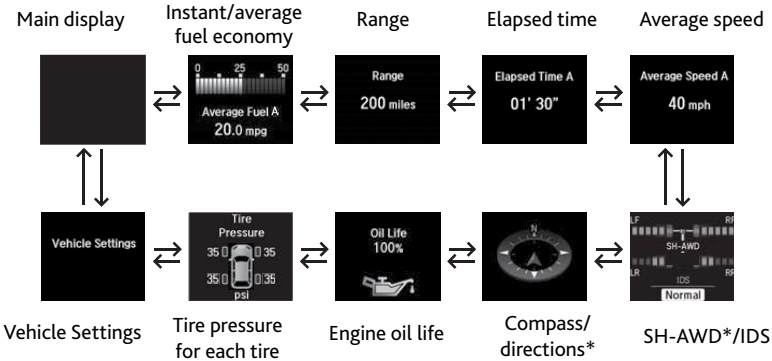 Main display
Instant/average
fuel economy
Range
Elapsed time
Average speed
0 25 50
Average Fuel A
20.0 mpg
Range
200 miles
Elapsed Time A
01' 30"
Average Speed A
40 mph
Vehicle Settings
Tire
Pressure
35 35
35 35
psi
Oil Life
100%
N
LF RF
SH-AWD
LR RR
IDS
Normal
Vehicle Settings
Tire pressure
for each tire
Engine oil life
Compass/
directions*
SH-AWD*/IDS